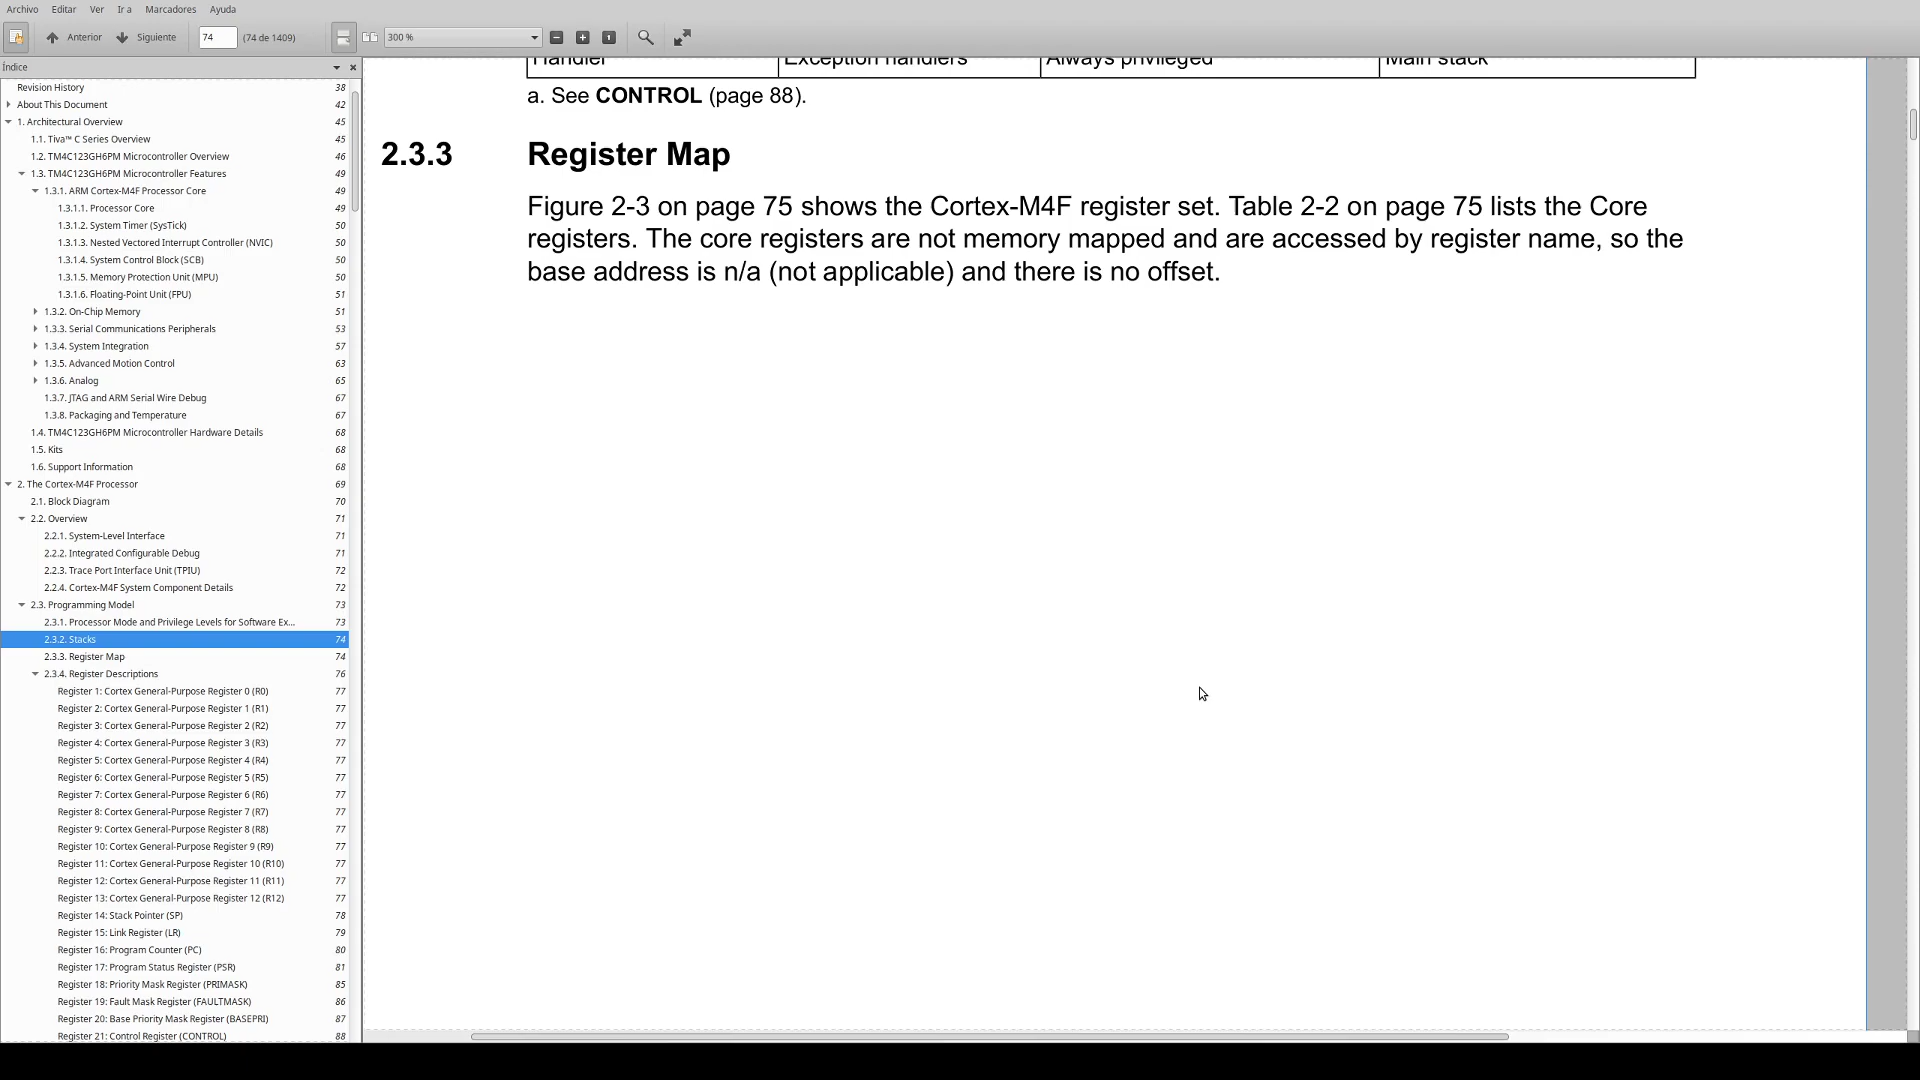 Archivo Editar Ver Ir a Marcadores Ayuda
Anterior Siguiente 74 (74 de 1409) 300 %
Índice
Revision History 38
About This Document 42
1. Architectural Overview 45
1.1. Tiva™ C Series Overview 45
1.2. TM4C123GH6PM Microcontroller Overview 46
1.3. TM4C123GH6PM Microcontroller Features 49
1.3.1. ARM Cortex-M4F Processor Core 49
1.3.1.1. Processor Core 49
1.3.1.2. System Timer (SysTick) 50
1.3.1.3. Nested Vectored Interrupt Controller (NVIC) 50
1.3.1.4. System Control Block (SCB) 50
1.3.1.5. Memory Protection Unit (MPU) 50
1.3.1.6. Floating-Point Unit (FPU) 51
1.3.2. On-Chip Memory 51
1.3.3. Serial Communications Peripherals 53
1.3.4. System Integration 57
1.3.5. Advanced Motion Control 63
1.3.6. Analog 65
1.3.7. JTAG and ARM Serial Wire Debug 67
1.3.8. Packaging and Temperature 67
1.4. TM4C123GH6PM Microcontroller Hardware Details 68
1.5. Kits 68
1.6. Support Information 68
2. The Cortex-M4F Processor 69
2.1. Block Diagram 70
2.2. Overview 71
2.2.1. System-Level Interface 71
2.2.2. Integrated Configurable Debug 71
2.2.3. Trace Port Interface Unit (TPIU) 72
2.2.4. Cortex-M4F System Component Details 72
2.3. Programming Model 73
2.3.1. Processor Mode and Privilege Levels for Software Ex... 73
2.3.2. Stacks 74
2.3.3. Register Map 74
2.3.4. Register Descriptions 76
Register 1: Cortex General-Purpose Register 0 (R0) 77
Register 2: Cortex General-Purpose Register 1 (R1) 77
Register 3: Cortex General-Purpose Register 2 (R2) 77
Register 4: Cortex General-Purpose Register 3 (R3) 77
Register 5: Cortex General-Purpose Register 4 (R4) 77
Register 6: Cortex General-Purpose Register 5 (R5) 77
Register 7: Cortex General-Purpose Register 6 (R6) 77
Register 8: Cortex General-Purpose Register 7 (R7) 77
Register 9: Cortex General-Purpose Register 8 (R8) 77
Register 10: Cortex General-Purpose Register 9 (R9) 77
Register 11: Cortex General-Purpose Register 10 (R10) 77
Register 12: Cortex General-Purpose Register 11 (R11) 77
Register 13: Cortex General-Purpose Register 12 (R12) 77
Register 14: Stack Pointer (SP) 78
Register 15: Link Register (LR) 79
Register 16: Program Counter (PC) 80
Register 17: Program Status Register (PSR) 81
Register 18: Priority Mask Register (PRIMASK) 85
Register 19: Fault Mask Register (FAULTMASK) 86
Register 20: Base Priority Mask Register (BASEPRI) 87
Register 21: Control Register (CONTROL) 88
Handler Exception handlers Always privileged Main stack
a. See CONTROL (page 88).
2.3.3 Register Map
Figure 2-3 on page 75 shows the Cortex-M4F register set. Table 2-2 on page 75 lists the Core
registers. The core registers are not memory mapped and are accessed by register name, so the
base address is n/a (not applicable) and there is no offset.